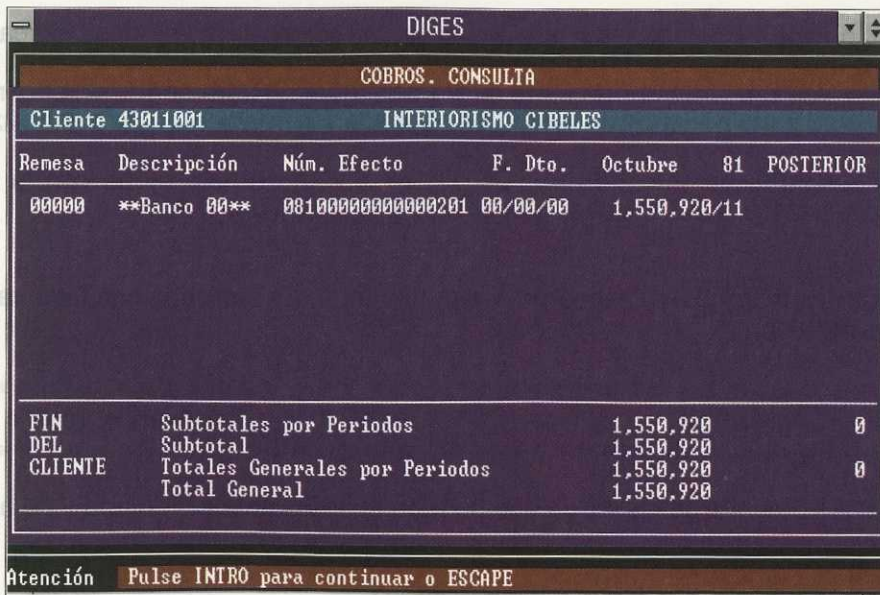 DIGES
COBROS. CONSULTA
Cliente 43011001 INTERIORISMO CIBELES
Remesa Descripción Núm. Efecto F. Dto. Octubre 81 POSTERIOR
00000 **Banco 00** 08100000000000201 00/00/00 1,550,920/11
FIN Subtotales por Periodos 1,550,920 0
DEL Subtotal 1,550,920
CLIENTE Totales Generales por Periodos 1,550,920 0
Total General 1,550,920
Atención Pulse INTRO para continuar o ESCAPE